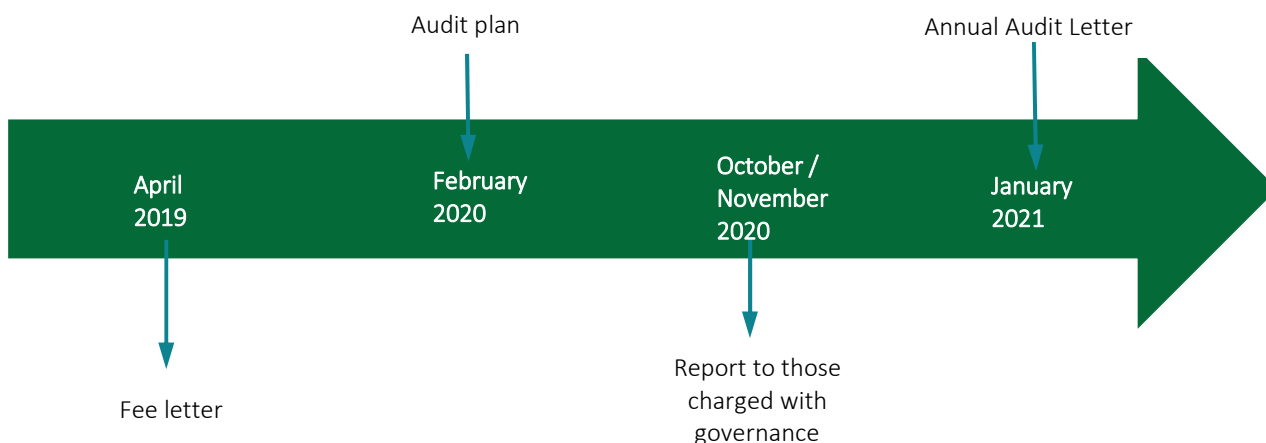 Audit plan
Annual Audit Letter
April
2019
February
2020
October /
November
2020
January
2021
Fee letter
Report to those
charged with
governance